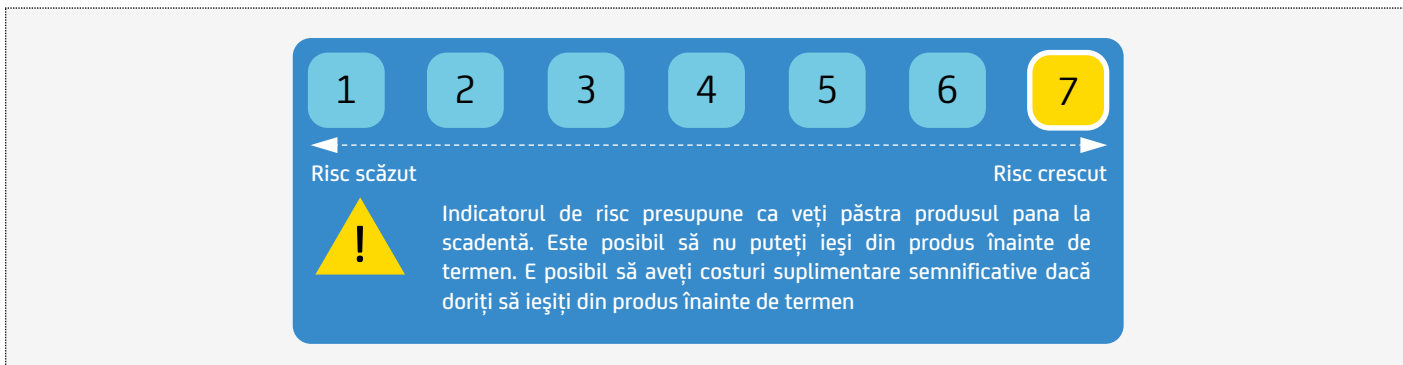 1 2 3 4 5 6 7
Risc scăzut Risc crescut
!
Indicatorul de risc presupune ca veți păstra produsul pana la
scadentă. Este posibil să nu puteți ieşi din produs înainte de
termen. E posibil să aveți costuri suplimentare semnificative dacă
doriți să ieşiți din produs înainte de termen